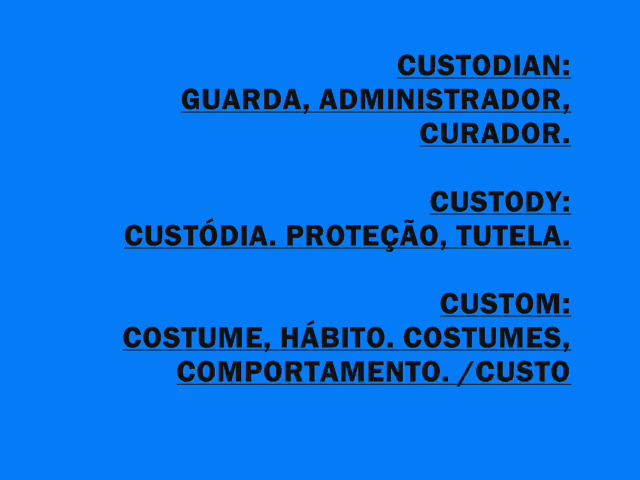 CUSTODIAN:
GUARDA, ADMINISTRADOR,
CURADOR.
CUSTODY:
CUSTÓDIA. PROTEÇÃO, TUTELA.
CUSTOM:
COSTUME, HÁBITO. COSTUMES,
COMPORTAMENTO. /CUSTO